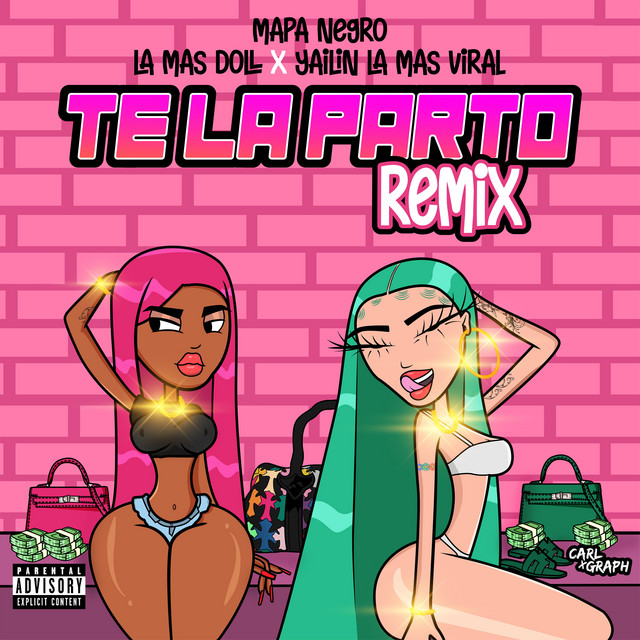 MAPA NEGRO
LA MAS DOLL X YAILIN LA MAS VIRAL
TE LA PARTO
REMIX
PARENTAL
ADVISORY
EXPLICIT CONTENT
CARL
XGRAPH